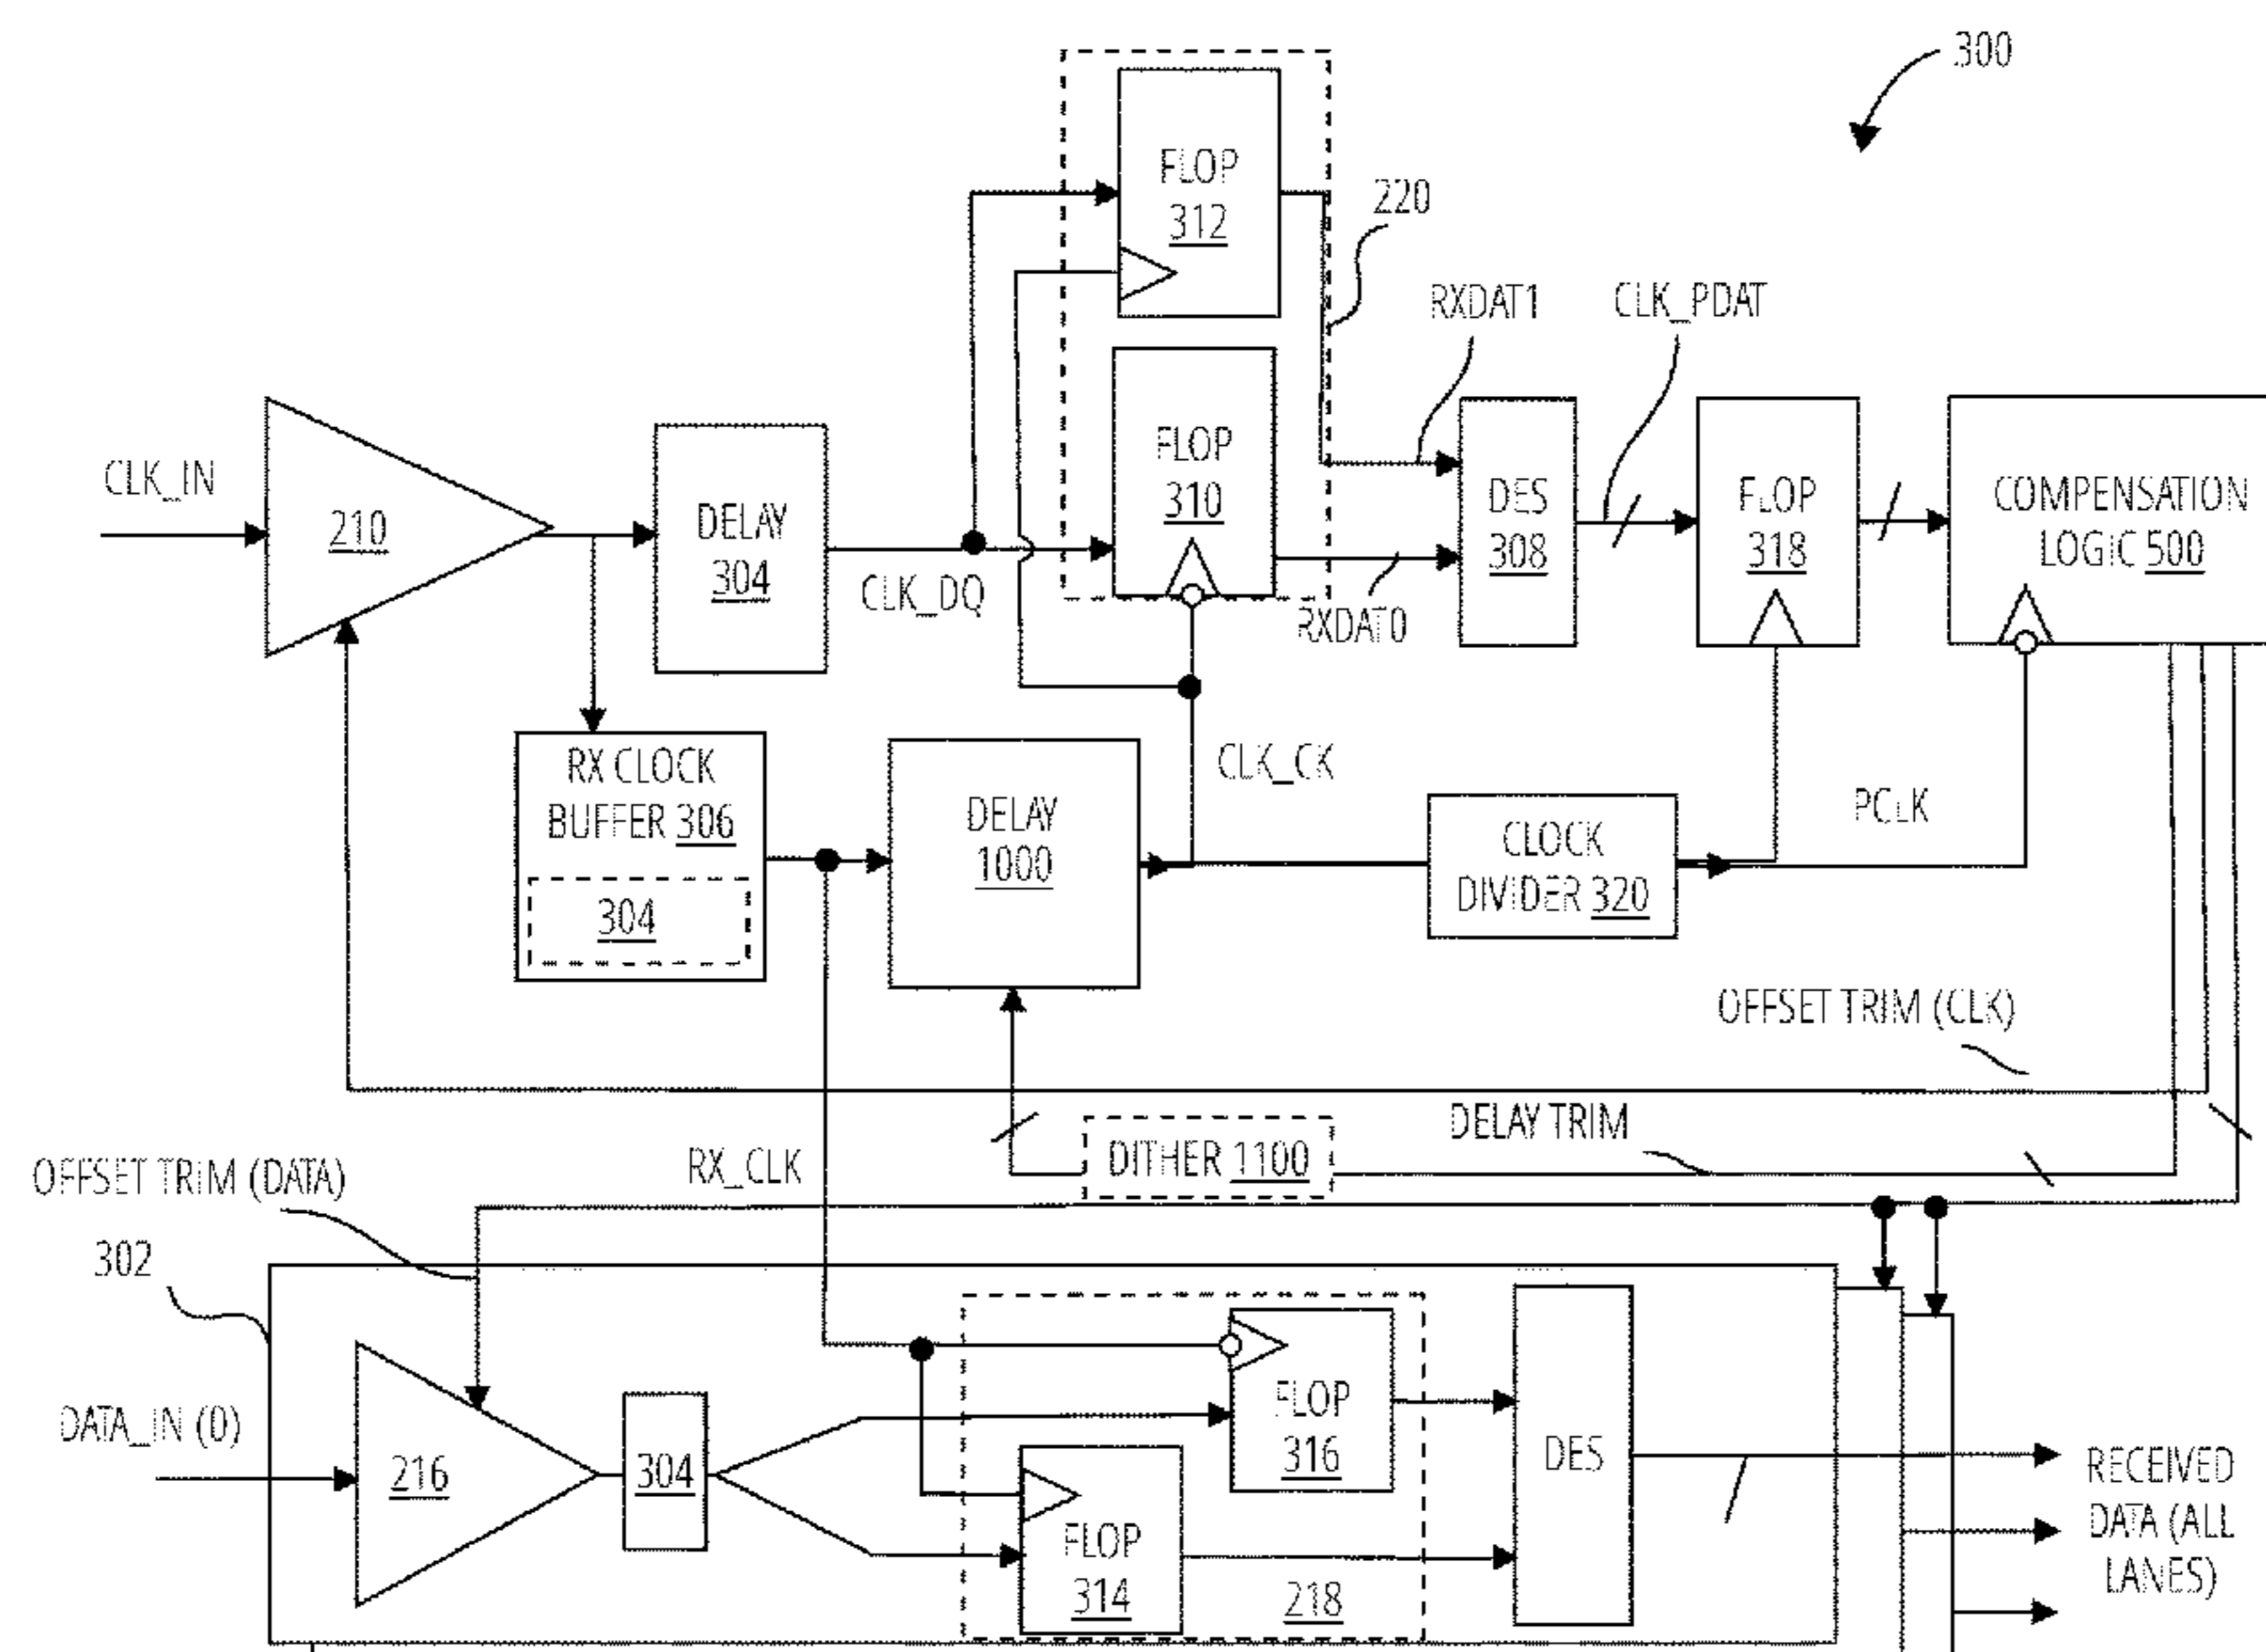 300
FLOP
312
220
RXDAT1
CLK_PDAT
CLK_IN
210
DELAY
304
CLK_DQ
FLOP
310
RXDAT0
DES
308
FLOP
318
COMPENSATION
LOGIC 500
RX CLOCK
BUFFER 306
304
DELAY
1000
CLK_CK
CLOCK
DIVIDER 320
PCLK
OFFSET TRIM (CLK)
DELAY TRIM
DITHER 1100
RX_CLK
OFFSET TRIM (DATA)
302
DATA_IN (0)
216
304
FLOP
316
FLOP
314
218
DES
RECEIVED
DATA (ALL
LANES)